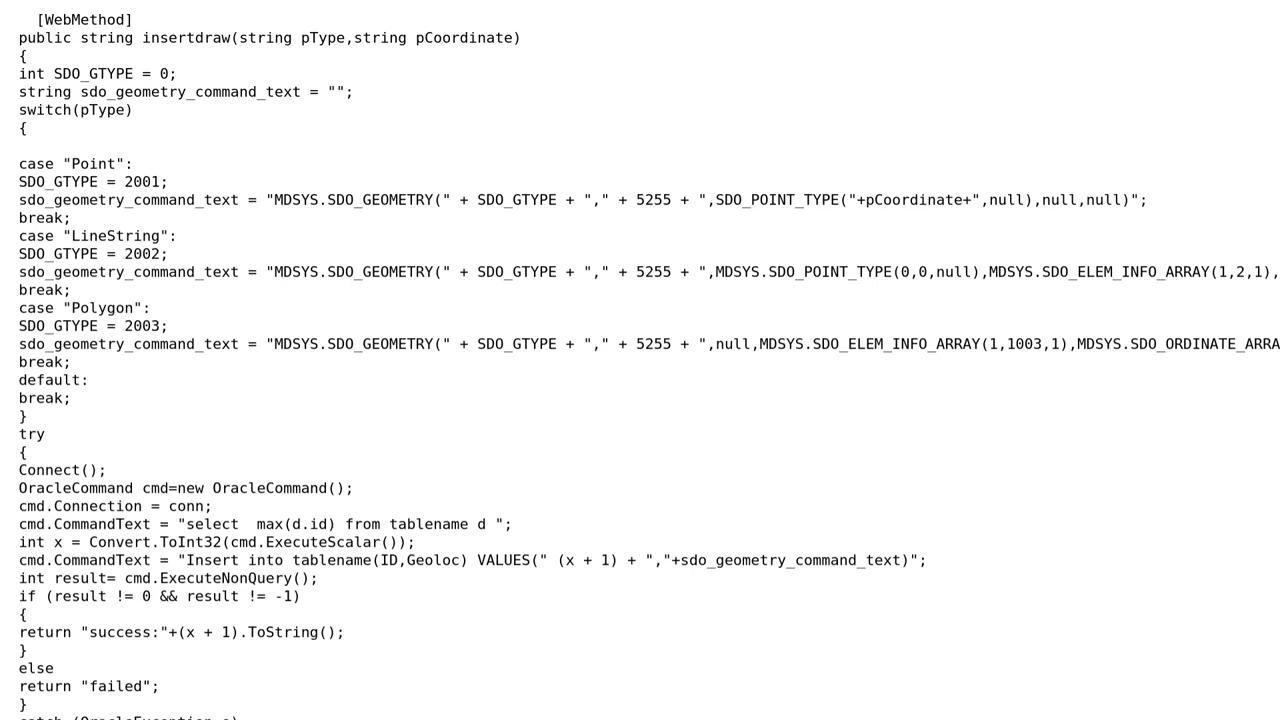 [WebMethod]
public string insertdraw(string pType,string pCoordinate)
{
int SDO_GTYPE = 0;
string sdo_geometry_command_text = "";
switch(pType)
{
case "Point":
SDO_GTYPE = 2001;
sdo_geometry_command_text = "MDSYS.SDO_GEOMETRY(" + SDO_GTYPE + "," + 5255 + ",SDO_POINT_TYPE("+pCoordinate+",null),null,null)";
break;
case "LineString":
SDO_GTYPE = 2002;
sdo_geometry_command_text = "MDSYS.SDO_GEOMETRY(" + SDO_GTYPE + "," + 5255 + ",MDSYS.SDO_POINT_TYPE(0,0,null),MDSYS.SDO_ELEM_INFO_ARRAY(1,2,1),
break;
case "Polygon":
SDO_GTYPE = 2003;
sdo_geometry_command_text = "MDSYS.SDO_GEOMETRY(" + SDO_GTYPE + "," + 5255 + ",null,MDSYS.SDO_ELEM_INFO_ARRAY(1,1003,1),MDSYS.SDO_ORDINATE_ARRA
break;
default:
break;
}
try
{
Connect();
OracleCommand cmd=new OracleCommand();
cmd.Connection = conn;
cmd.CommandText = "select  max(d.id) from tablename d ";
int x = Convert.ToInt32(cmd.ExecuteScalar());
cmd.CommandText = "Insert into tablename(ID,Geoloc) VALUES(" (x + 1) + ","+sdo_geometry_command_text)";
int result= cmd.ExecuteNonQuery();
if (result != 0 && result != -1)
{
return "success:"+(x + 1).ToString();
}
else
return "failed";
}
catch (OracleException e)